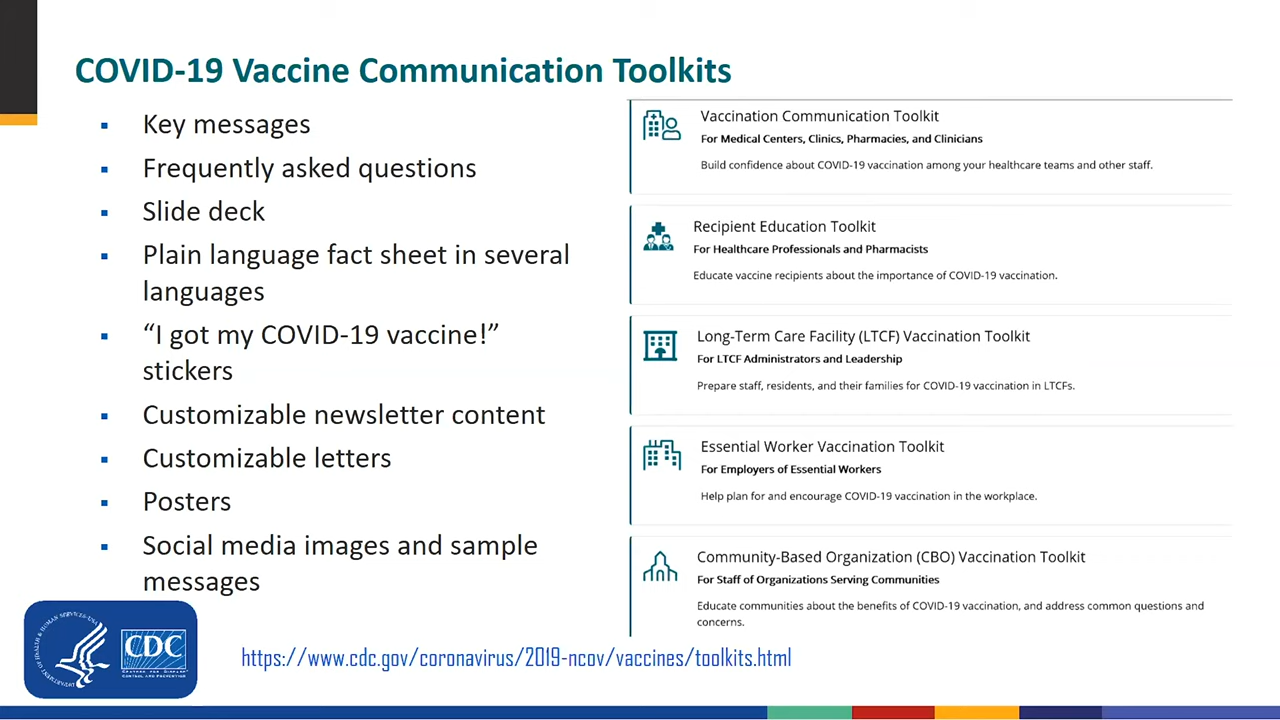 COVID-19 Vaccine Communication Toolkits
Key messages
Frequently asked questions
Slide deck
Plain language fact sheet in several
languages
“I got my COVID-19 vaccine!”
stickers
Customizable newsletter content
Customizable letters
Posters
Social media images and sample
messages
Vaccination Communication Toolkit
For Medical Centers, Clinics, Pharmacies, and Clinicians
Build confidence about COVID-19 vaccination among your healthcare teams and other staff.
Recipient Education Toolkit
For Healthcare Professionals and Pharmacists
Educate vaccine recipients about the importance of COVID-19 vaccination.
Long-Term Care Facility (LTCF) Vaccination Toolkit
For LTCF Administrators and Leadership
Prepare staff, residents, and their families for COVID-19 vaccination in LTCFs.
Essential Worker Vaccination Toolkit
For Employers of Essential Workers
Help plan for and encourage COVID-19 vaccination in the workplace.
Community-Based Organization (CBO) Vaccination Toolkit
For Staff of Organizations Serving Communities
Educate communities about the benefits of COVID-19 vaccination, and address common questions and
concerns.
CDC
CENTERS FOR DISEASE
CONTROL AND PREVENTION
https://www.cdc.gov/coronavirus/2019-ncov/vaccines/toolkits.html